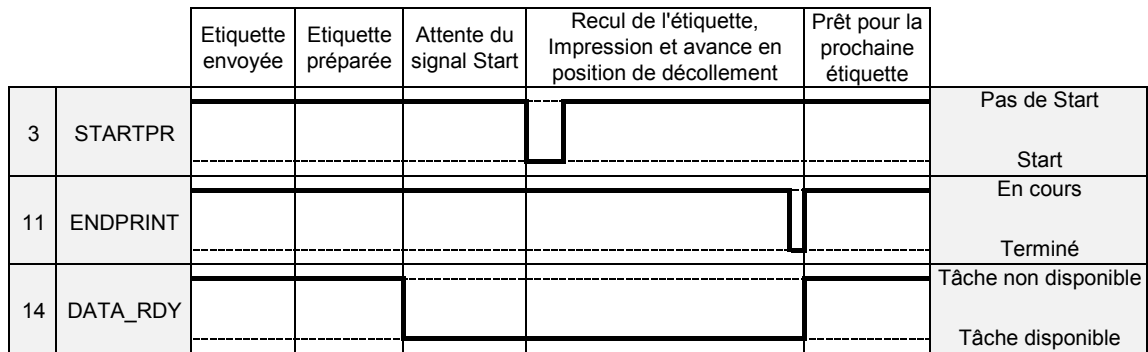 Etiquette
envoyée
Etiquette
préparée
Attente du
signal Start
Recul de l'étiquette,
Impression et avance en
position de décollement
Prêt pour la
prochaine
étiquette
3 STARTPR
Pas de Start
Start
11 ENDPRINT
En cours
Terminé
14 DATA_RDY
Tâche non disponible
Tâche disponible